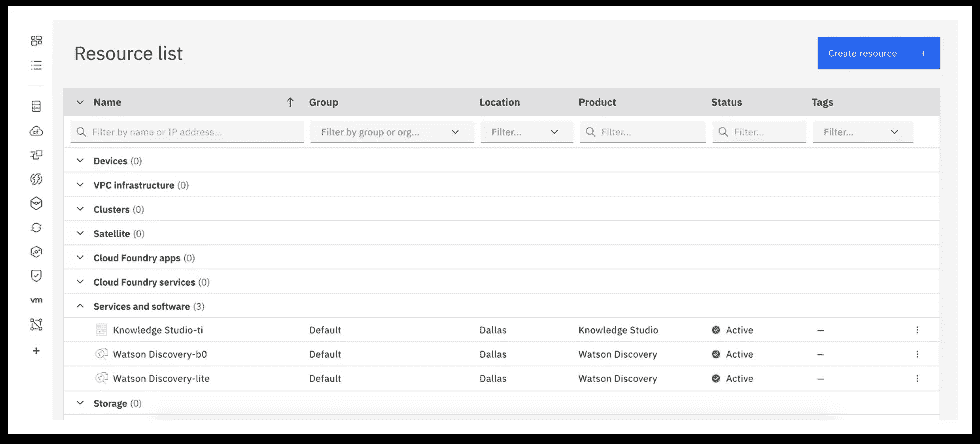 Resource list
Create resource +
Name Group Location Product Status Tags
Filter by name or IP address... Filter by group or org... Filter... Filter... Filter... Filter...
Devices (0)
VPC infrastructure (0)
Clusters (0)
Satellite (0)
Cloud Foundry apps (0)
Cloud Foundry services (0)
Services and software (3)
Knowledge Studio-ti Default Dallas Knowledge Studio Active –
Watson Discovery-b0 Default Dallas Watson Discovery Active –
Watson Discovery-lite Default Dallas Watson Discovery Active –
Storage (0)
vm